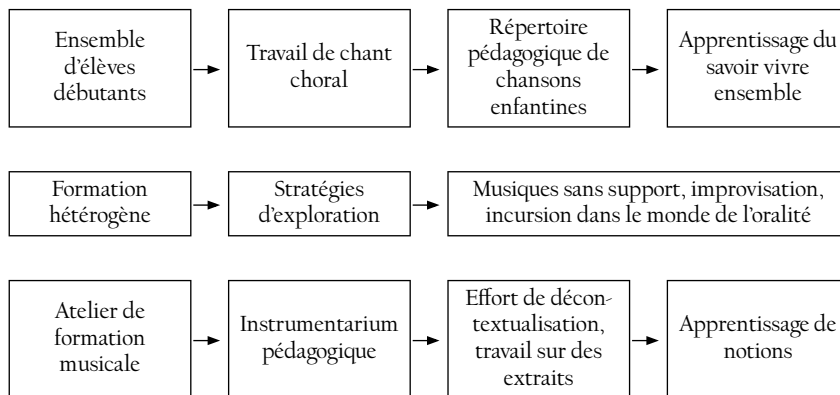 Ensemble
d’élèves
débutants
Travail de chant
choral
Répertoire
pédagogique de
chansons
enfantines
Apprentissage du
savoir vivre
ensemble
Formation
hétérogène
Stratégies
d’exploration
Musiques sans support, improvisation,
incursion dans le monde de l’oralité
Atelier de
formation
musicale
Instrumentarium
pédagogique
Effort de décon-
textualisation,
travail sur des
extraits
Apprentissage de
notions